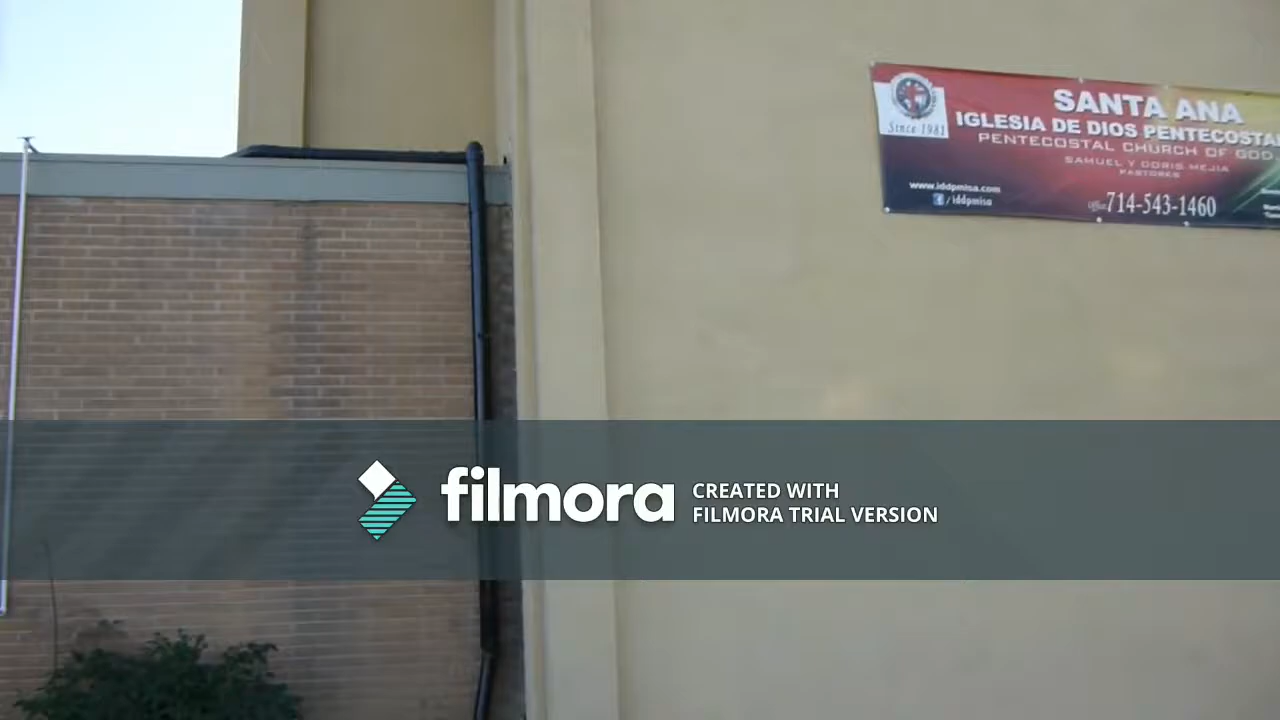 SANTA ANA
IGLESIA DE DIOS
PENTECOSTAL CHURCH OF GOD
SAMUEL Y DORIS MEJIA
PASTORES
Since 1981
www.iddpmisa.com
/iddpmisa
Office 714-543-1460
filmora
CREATED WITH
FILMORA TRIAL VERSION